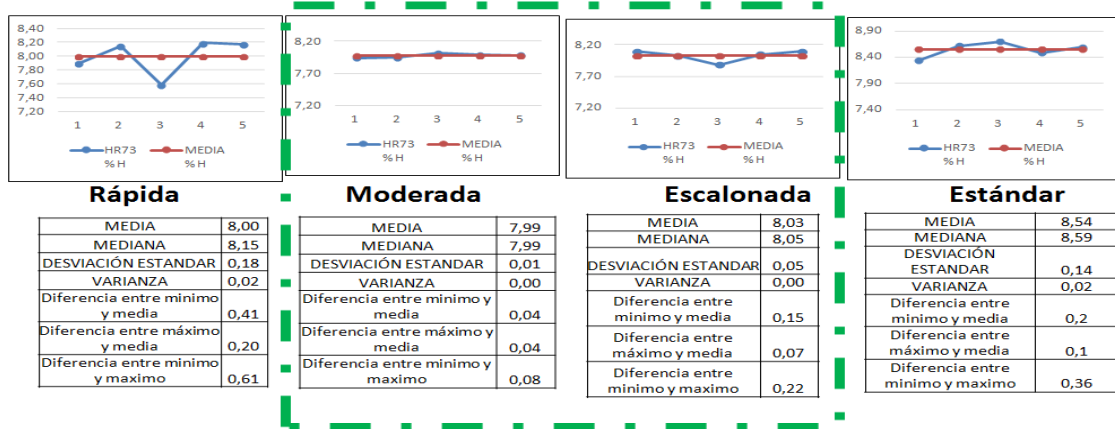 8,40
8,20
8,00
7,80
7,60
7,40
7,20
1 2 3 4 5
HR73 MEDIA
% H % H
8,20
7,70
7,20
1 2 3 4 5
HR73 MEDIA
% H % H
8,20
7,70
7,20
1 2 3 4 5
HR73 MEDIA
% H % H
8,90
8,40
7,90
7,40
1 2 3 4 5
HR73 MEDIA
% H % H
Rápida
MEDIA 8,00
MEDIANA 8,15
DESVIACIÓN ESTANDAR 0,18
VARIANZA 0,02
Diferencia entre minimo
y media 0,41
Diferencia entre máximo
y media 0,20
Diferencia entre minimo
y maximo 0,61
Moderada
MEDIA 7,99
MEDIANA 7,99
DESVIACIÓN ESTANDAR 0,01
VARIANZA 0,00
Diferencia entre minimo y
media 0,04
Diferencia entre máximo y
media 0,04
Diferencia entre minimo y
maximo 0,08
Escalonada
MEDIA 8,03
MEDIANA 8,05
DESVIACIÓN ESTANDAR 0,05
VARIANZA 0,00
Diferencia entre
minimo y media 0,15
Diferencia entre
máximo y media 0,07
Diferencia entre
minimo y maximo 0,22
Estándar
MEDIA 8,54
MEDIANA 8,59
DESVIACIÓN
ESTANDAR 0,14
VARIANZA 0,02
Diferencia entre
minimo y media 0,2
Diferencia entre
máximo y media 0,1
Diferencia entre
minimo y maximo 0,36